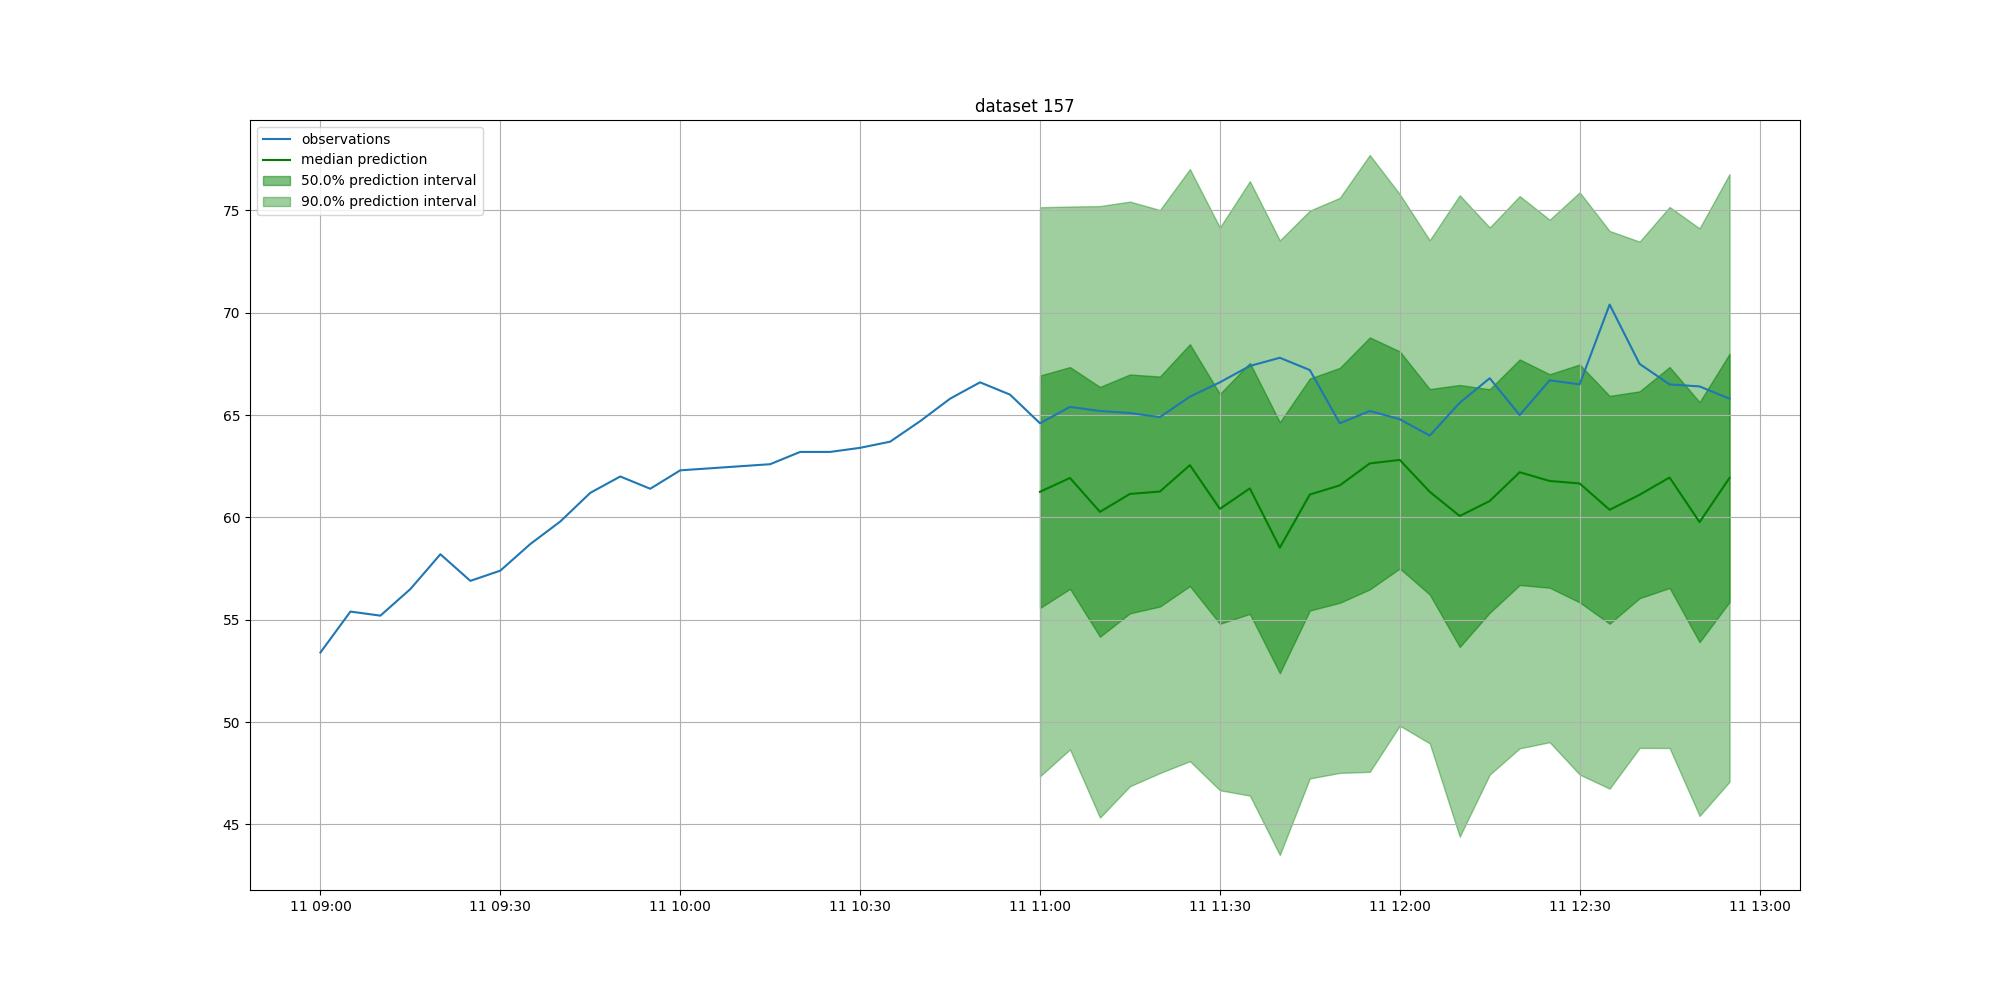 dataset 157
observations
median prediction
50.0% prediction interval
90.0% prediction interval
75
70
65
60
55
50
45
11 09:00 11 09:30 11 10:00 11 10:30 11 11:00 11 11:30 11 12:00 11 12:30 11 13:00